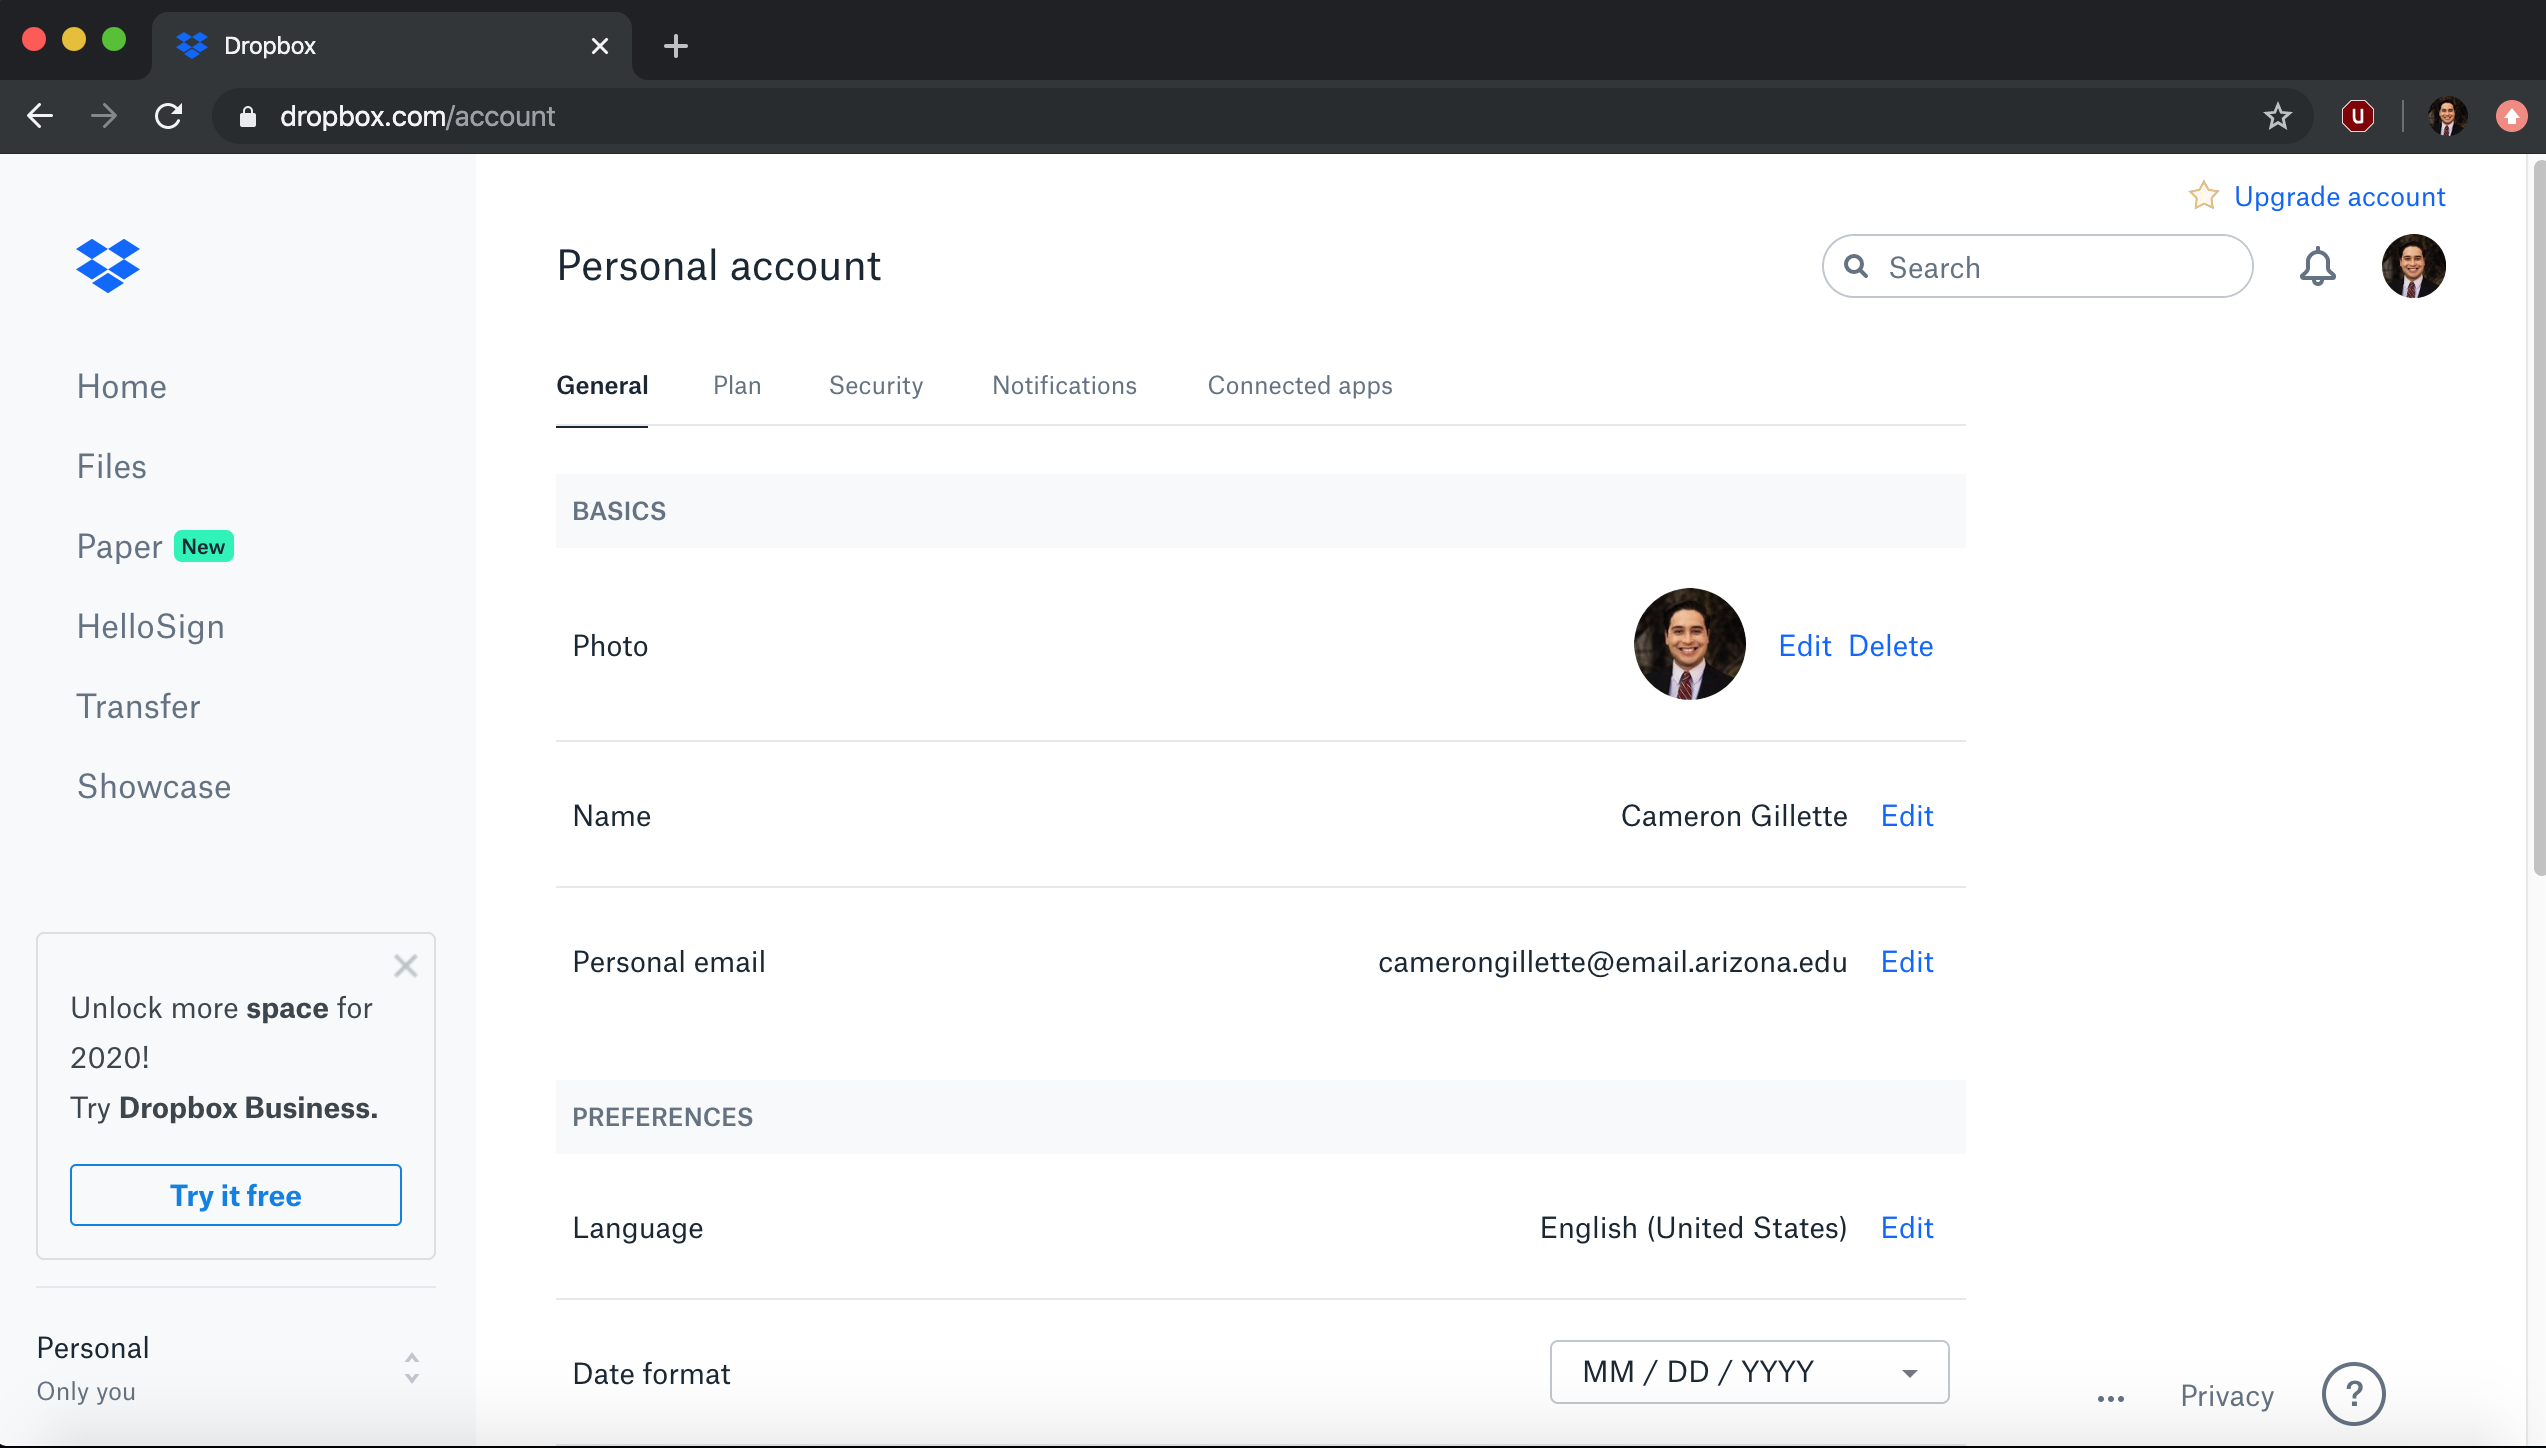 Dropbox
dropbox.com/account
Upgrade account
Personal account
Search
Home
Files
Paper New
HelloSign
Transfer
Showcase
Unlock more space for
2020!
Try Dropbox Business.
Try it free
Personal
Only you
General Plan Security Notifications Connected apps
BASICS
Photo Edit Delete
Name Cameron Gillette Edit
Personal email camerongillette@email.arizona.edu Edit
PREFERENCES
Language English (United States) Edit
Date format MM / DD / YYYY
... Privacy ?